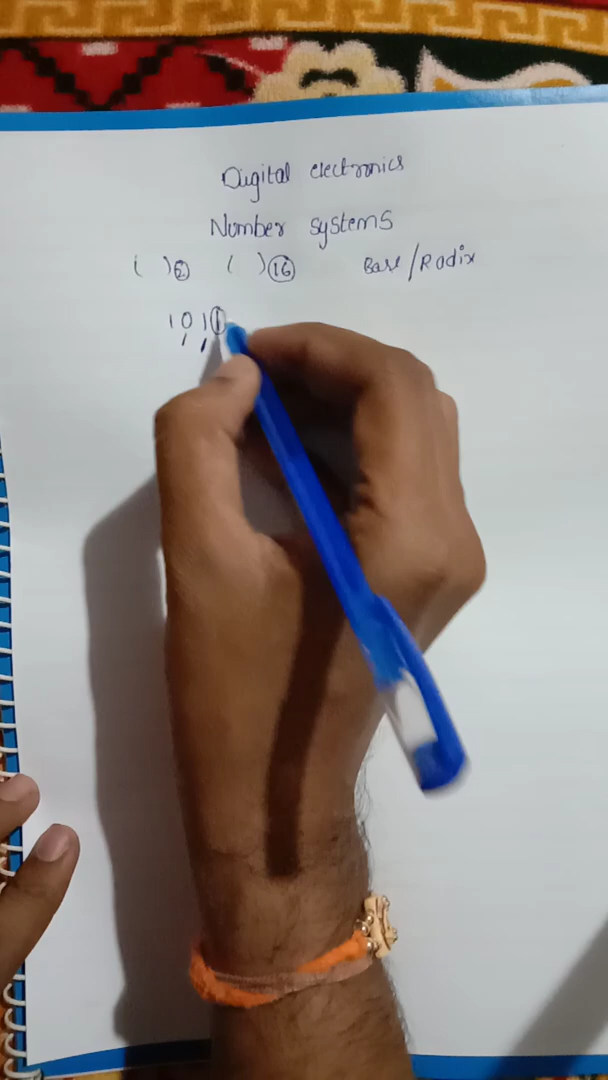 Digital electronics
Number systems
( )2 ( )16 Base/Radix
1011